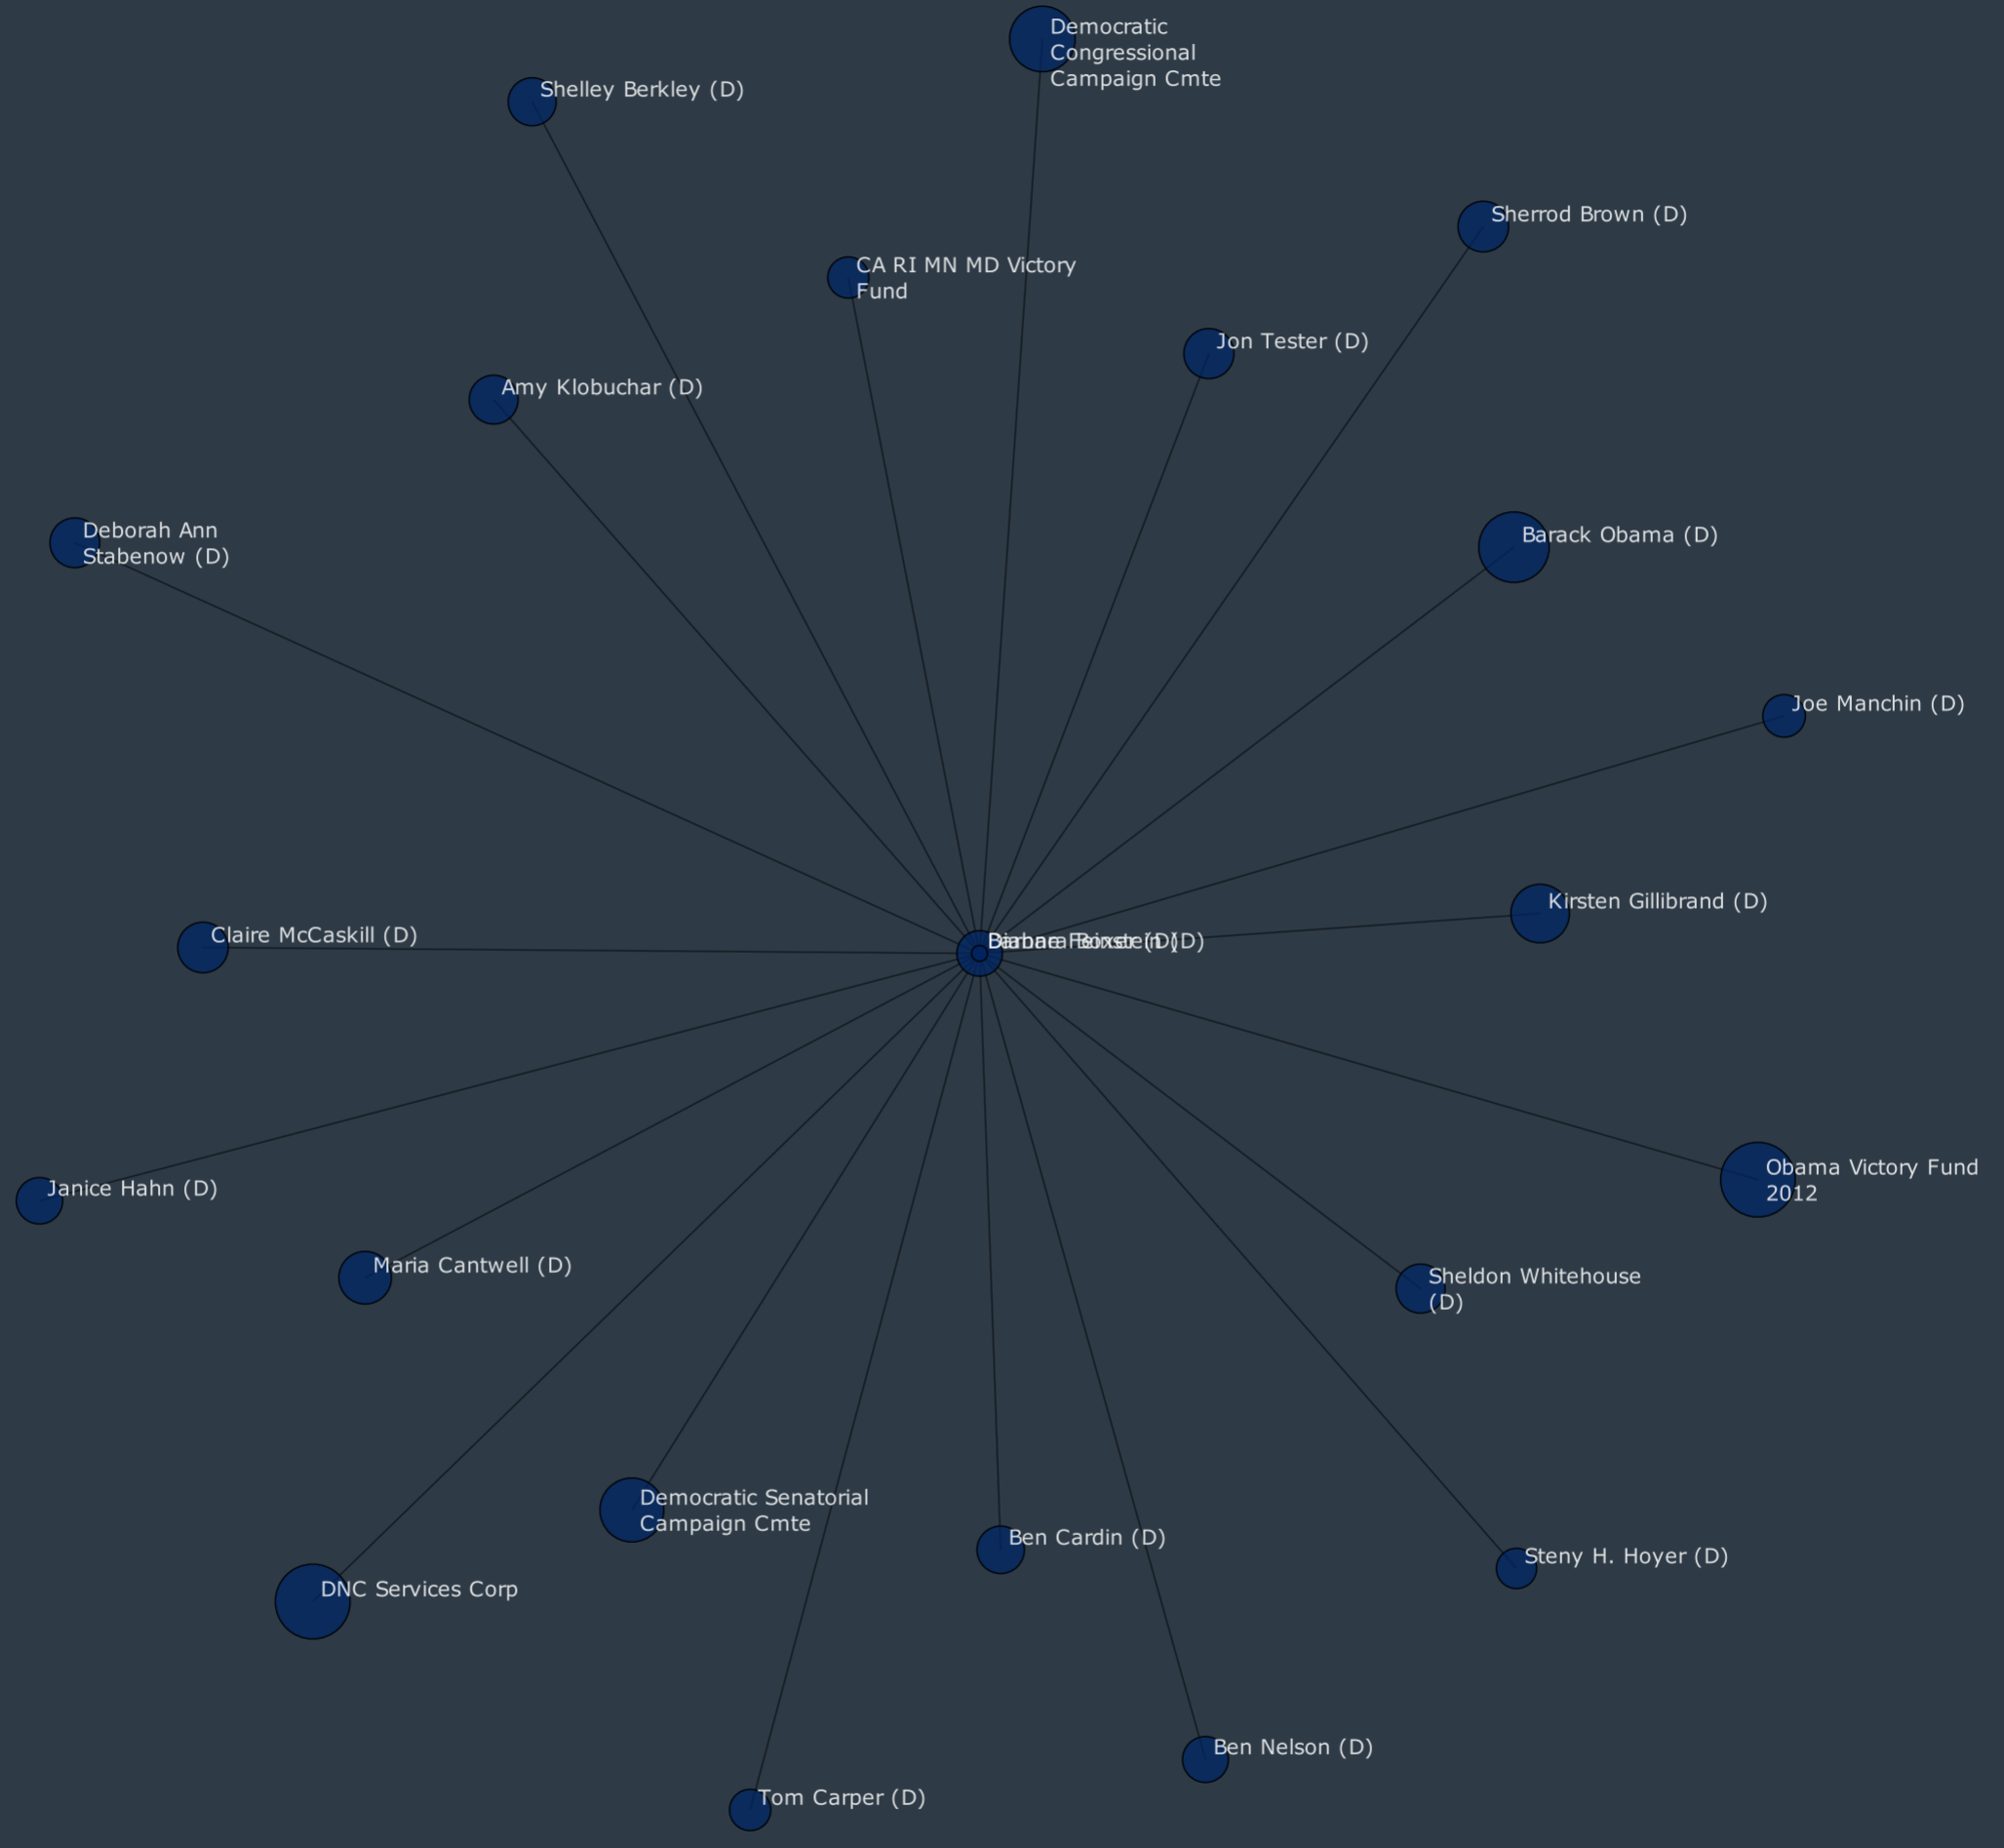 Democratic
Congressional
Campaign Cmte
Shelley Berkley (D)
Sherrod Brown (D)
CA RI MN MD Victory
Fund
Jon Tester (D)
Amy Klobuchar (D)
Deborah Ann
Stabenow (D)
Barack Obama (D)
Joe Manchin (D)
Kirsten Gillibrand (D)
Claire McCaskill (D)
Obama Victory Fund
2012
Janice Hahn (D)
Maria Cantwell (D)
Sheldon Whitehouse
(D)
Democratic Senatorial
Campaign Cmte
Ben Cardin (D)
Steny H. Hoyer (D)
DNC Services Corp
Ben Nelson (D)
Tom Carper (D)